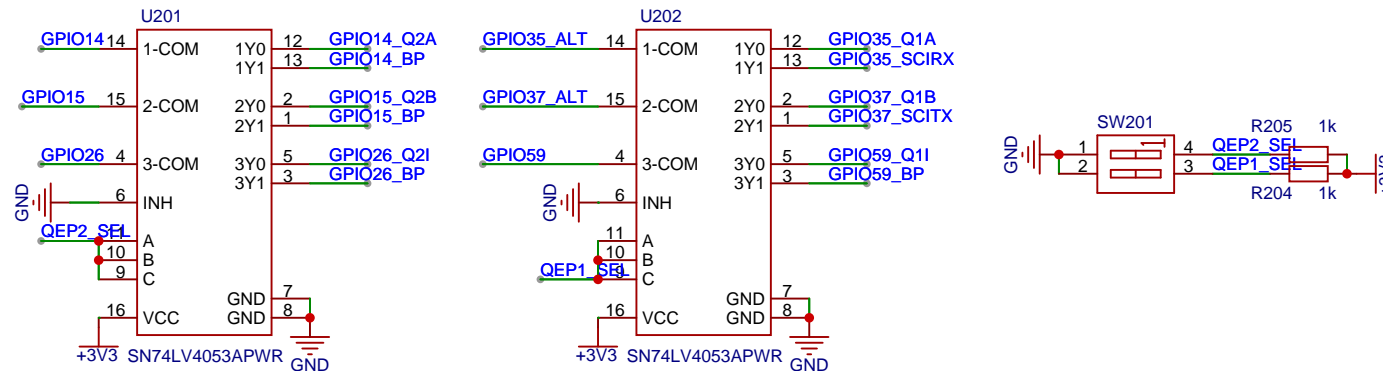 U201
GPIO14 14 1-COM 1Y0 12 GPIO14_Q2A
1Y1 13 GPIO14_BP
GPIO15 15 2-COM 2Y0 2 GPIO15_Q2B
2Y1 1 GPIO15_BP
GPIO26 4 3-COM 3Y0 5 GPIO26_Q2I
3Y1 3 GPIO26_BP
GND 6 INH
QEP2_SEL 11 A
10 B
9 C
GND 7
16 VCC GND 8
+3V3 SN74LV4053APWR GND
U202
GPIO35_ALT 14 1-COM 1Y0 12 GPIO35_Q1A
1Y1 13 GPIO35_SCIRX
GPIO37_ALT 15 2-COM 2Y0 2 GPIO37_Q1B
2Y1 1 GPIO37_SCITX
GPIO59 4 3-COM 3Y0 5 GPIO59_Q1I
3Y1 3 GPIO59_BP
GND 6 INH
11 A
10 B
QEP1_SEL 9 C
GND 7
16 VCC GND 8
+3V3 SN74LV4053APWR GND
SW201 R205 1k
GND 1 4 QEP2_SEL
2 3 QEP1_SEL
R204 1k